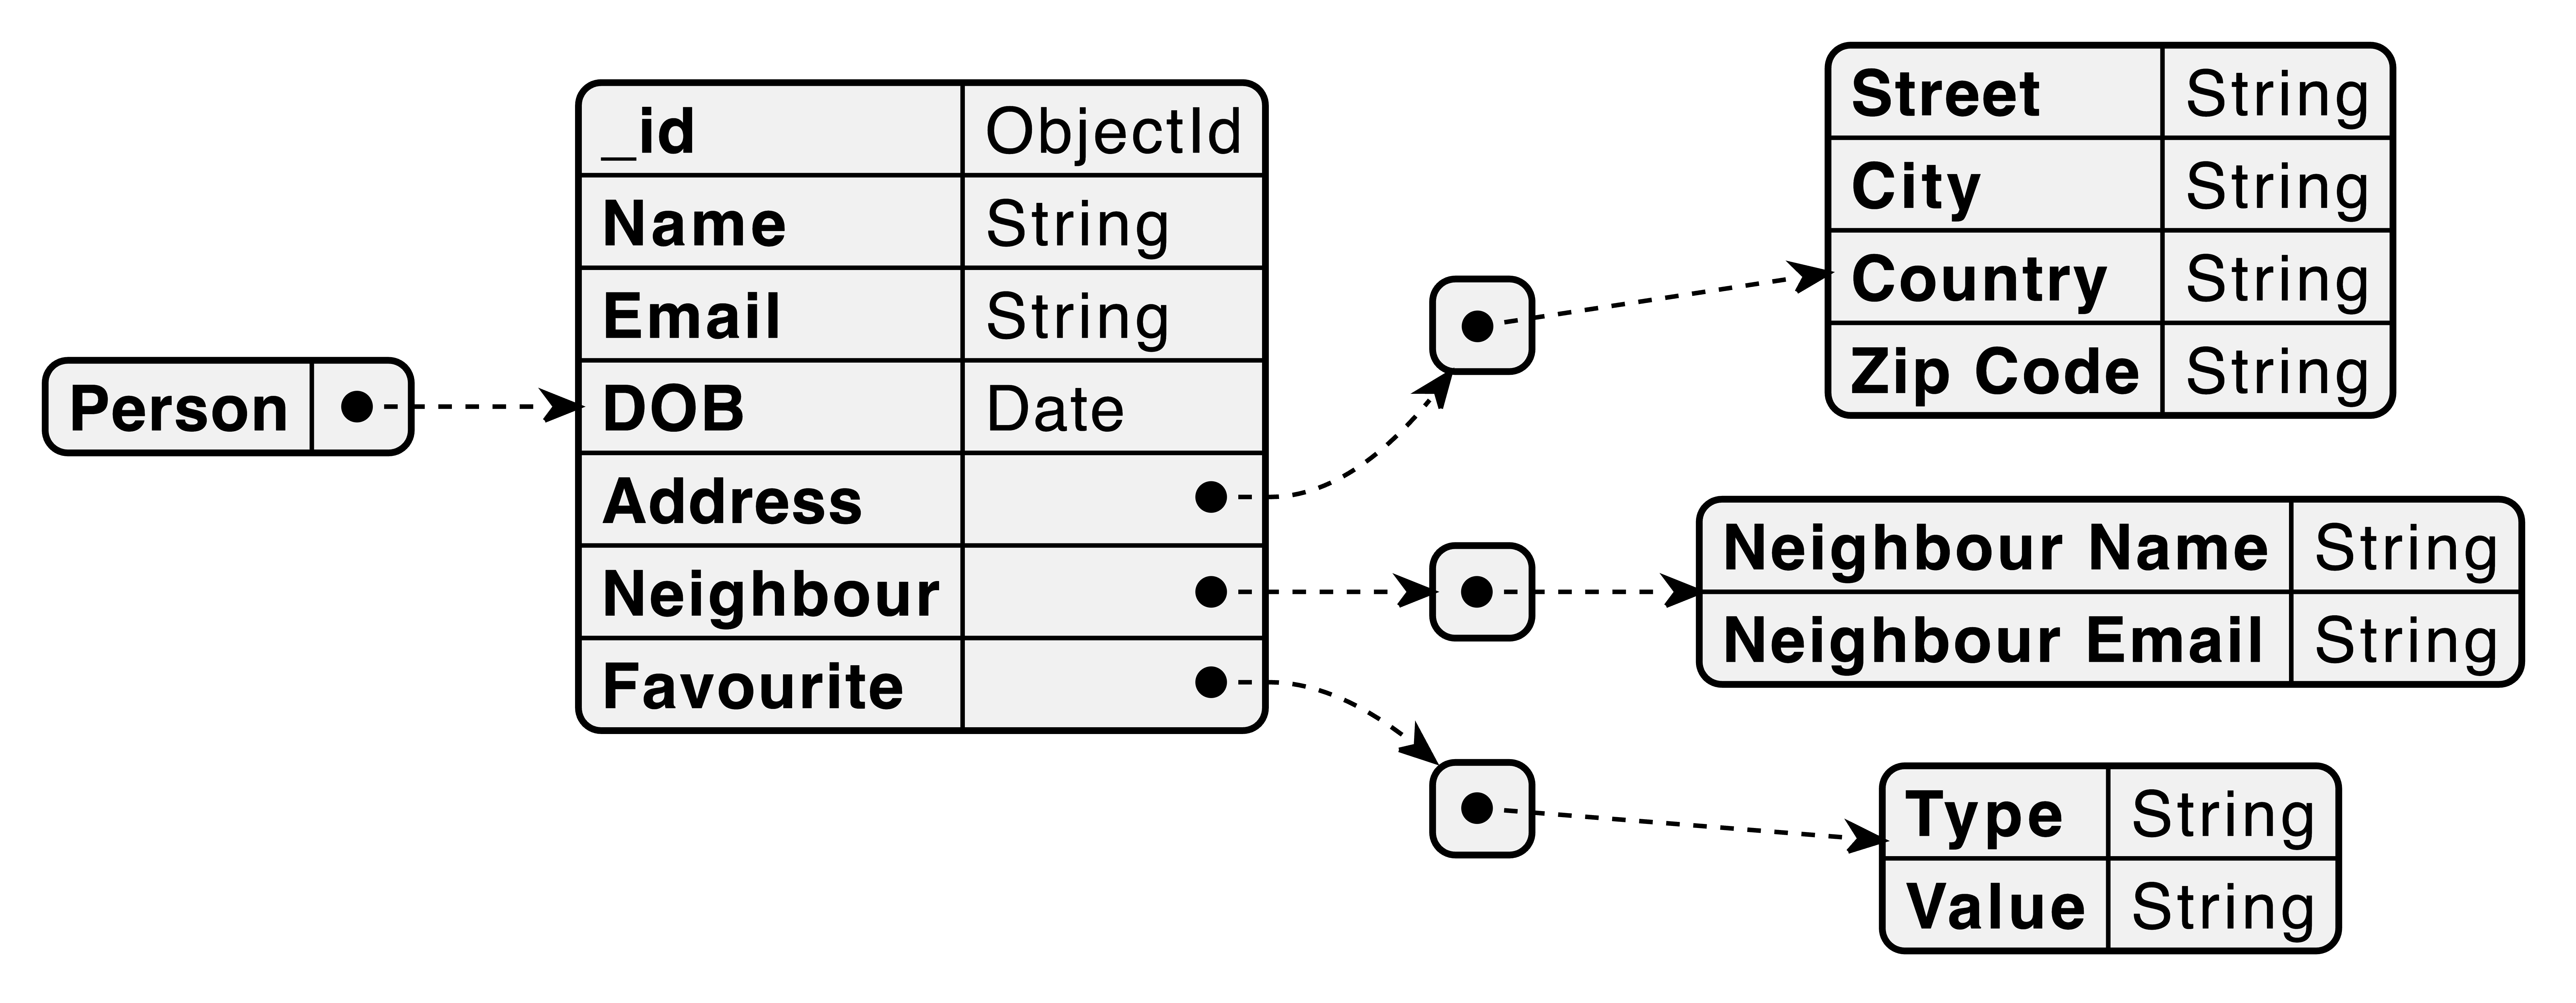 Person
_id ObjectId
Name String
Email String
DOB Date
Address
Neighbour
Favourite
Street String
City String
Country String
Zip Code String
Neighbour Name String
Neighbour Email String
Type String
Value String